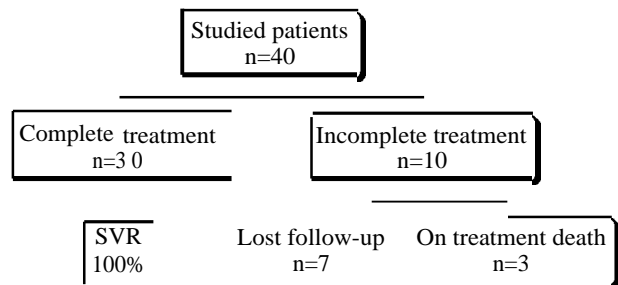 Studied patients
n=40
Complete treatment
n=3 0
Incomplete treatment
n=10
SVR
100%
Lost follow-up
n=7
On treatment death
n=3